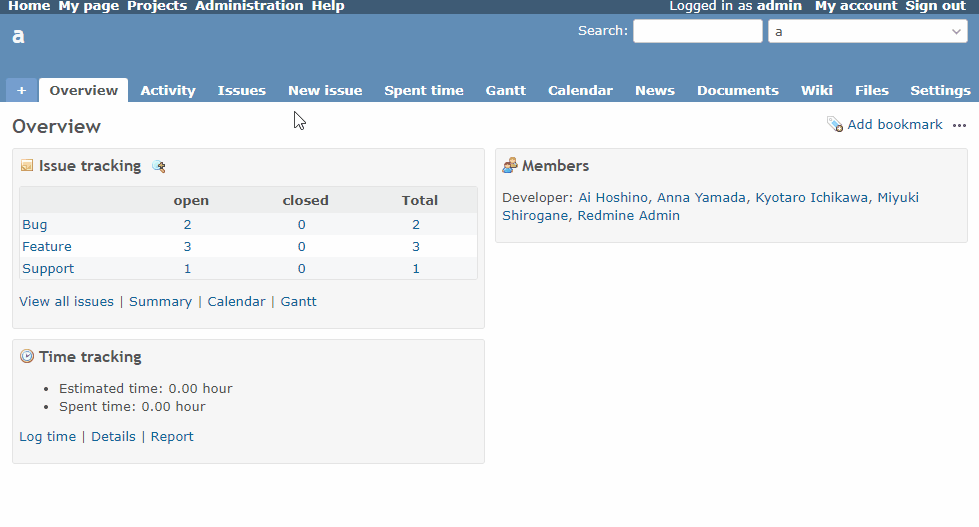 Home My page Projects Administration Help Logged in as admin My account Sign out
a
Search: a
+ Overview Activity Issues New issue Spent time Gantt Calendar News Documents Wiki Files Settings
Overview
Add bookmark •••
Issue tracking
open closed Total
Bug 2 0 2
Feature 3 0 3
Support 1 0 1
View all issues | Summary | Calendar | Gantt
Members
Developer: Ai Hoshino, Anna Yamada, Kyotaro Ichikawa, Miyuki
Shirogane, Redmine Admin
Time tracking
• Estimated time: 0.00 hour
• Spent time: 0.00 hour
Log time | Details | Report